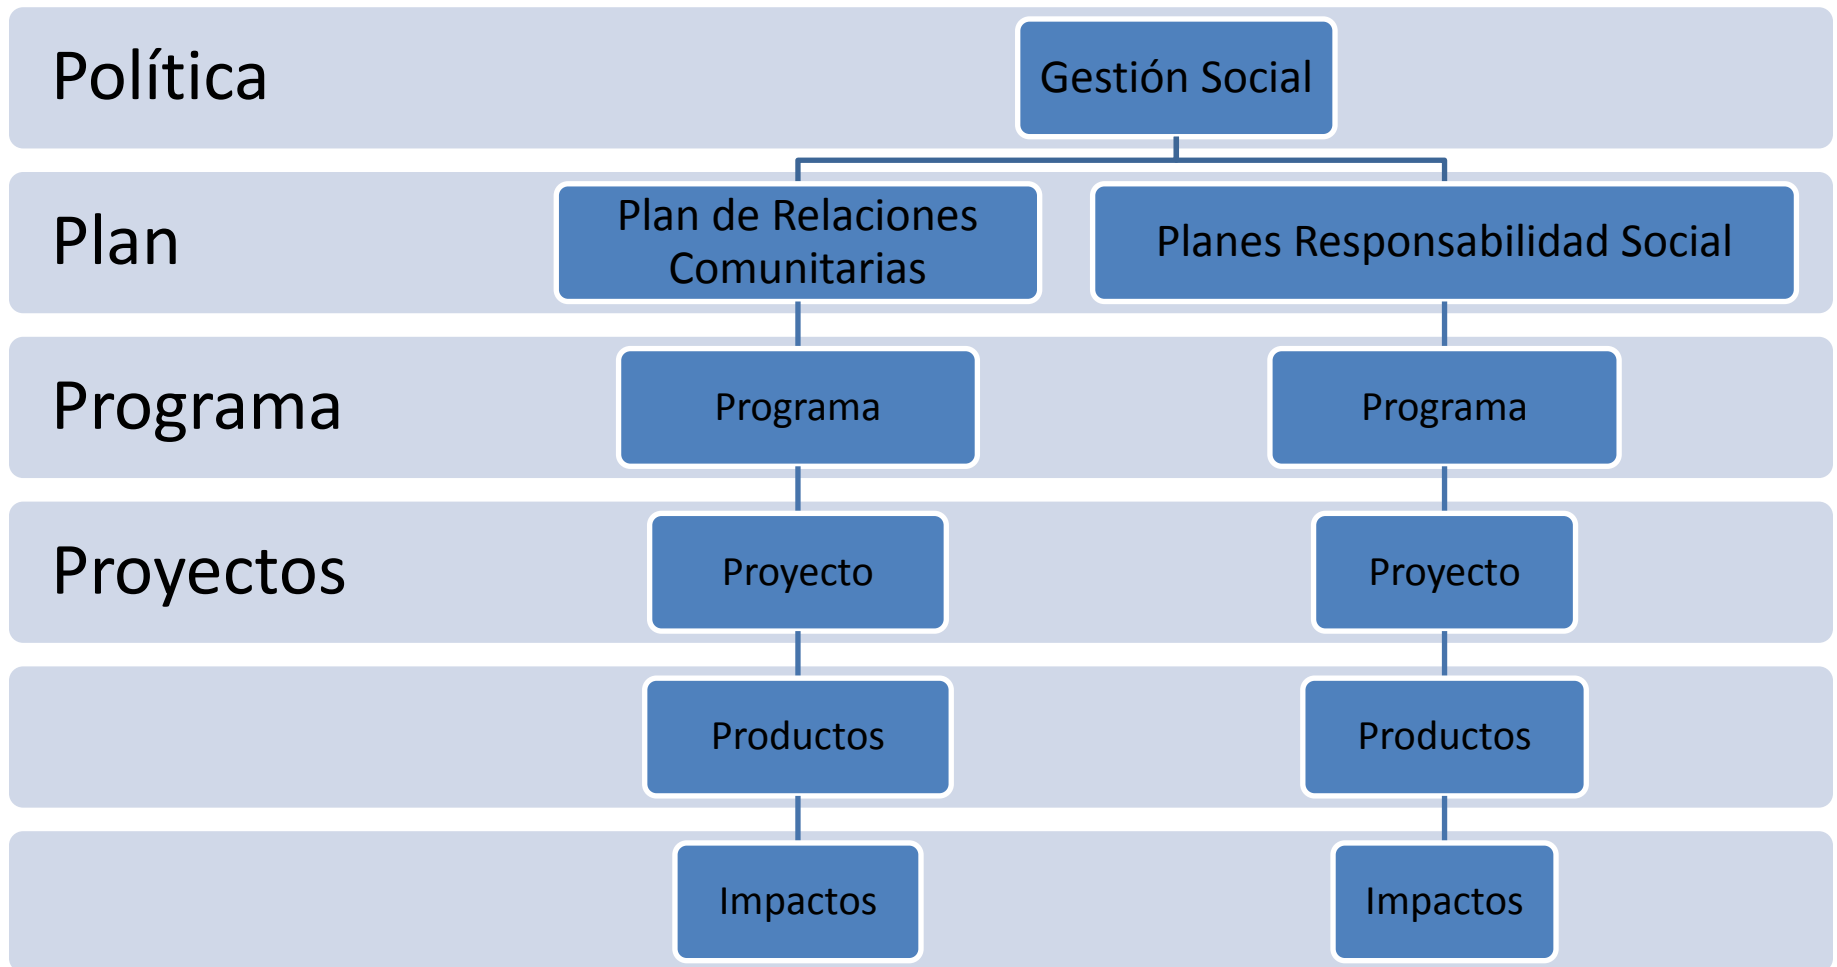 Política
Gestión Social
Plan
Plan de Relaciones
Comunitarias
Planes Responsabilidad Social
Programa
Programa
Programa
Proyectos
Proyecto
Proyecto
Productos
Productos
Impactos
Impactos